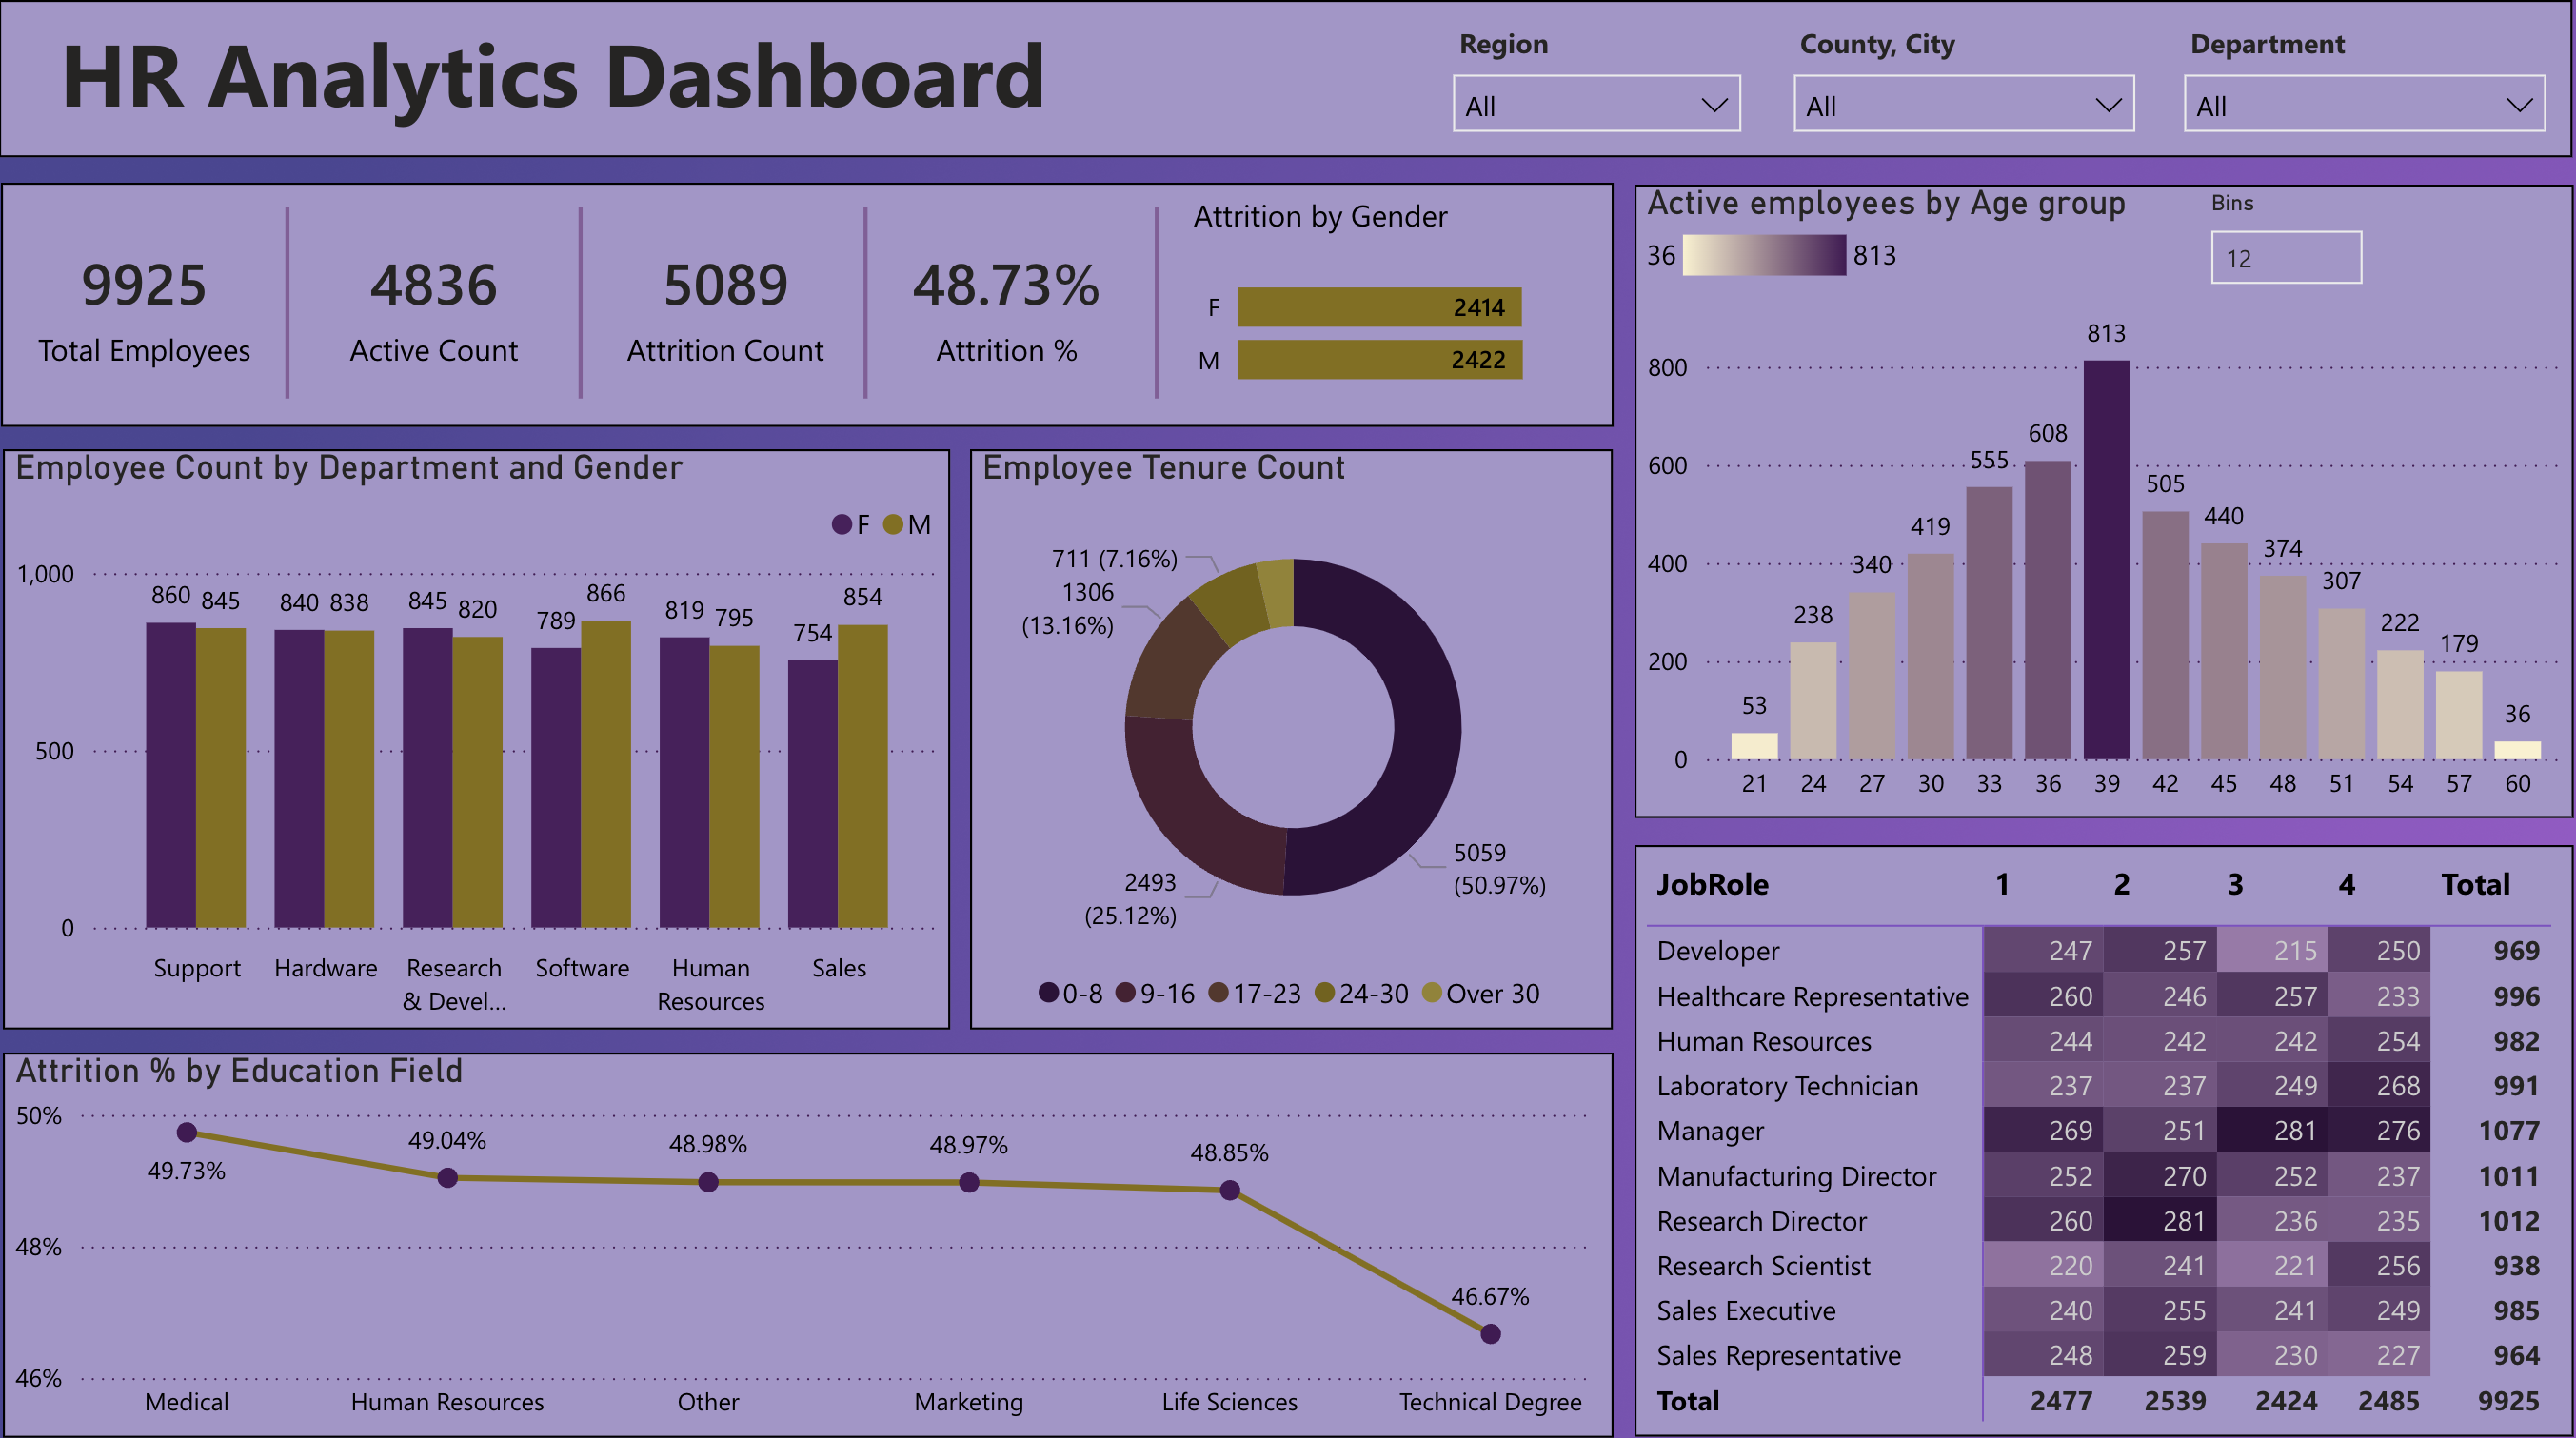 HR Analytics Dashboard
Region
County, City
Department
All
All
All
9925
Total Employees
4836
Active Count
5089
Attrition Count
48.73%
Attrition %
Attrition by Gender
F 2414
M 2422
Active employees by Age group
Bins
36 813
12
800
600
400
200
0
53 238 340 419 555 608 813 505 440 374 307 222 179 36
21 24 27 30 33 36 39 42 45 48 51 54 57 60
Employee Count by Department and Gender
F M
1,000
500
0
860 845 840 838 845 820 789 866 819 795 754 854
Support Hardware Research Software Human Sales
& Devel... Resources
Employee Tenure Count
711 (7.16%)
1306
(13.16%)
2493
(25.12%)
5059
(50.97%)
0-8 9-16 17-23 24-30 Over 30
Attrition % by Education Field
50%
48%
46%
49.73% 49.04% 48.98% 48.97% 48.85% 46.67%
Medical Human Resources Other Marketing Life Sciences Technical Degree
JobRole 1 2 3 4 Total
Developer 247 257 215 250 969
Healthcare Representative 260 246 257 233 996
Human Resources 244 242 242 254 982
Laboratory Technician 237 237 249 268 991
Manager 269 251 281 276 1077
Manufacturing Director 252 270 252 237 1011
Research Director 260 281 236 235 1012
Research Scientist 220 241 221 256 938
Sales Executive 240 255 241 249 985
Sales Representative 248 259 230 227 964
Total 2477 2539 2424 2485 9925